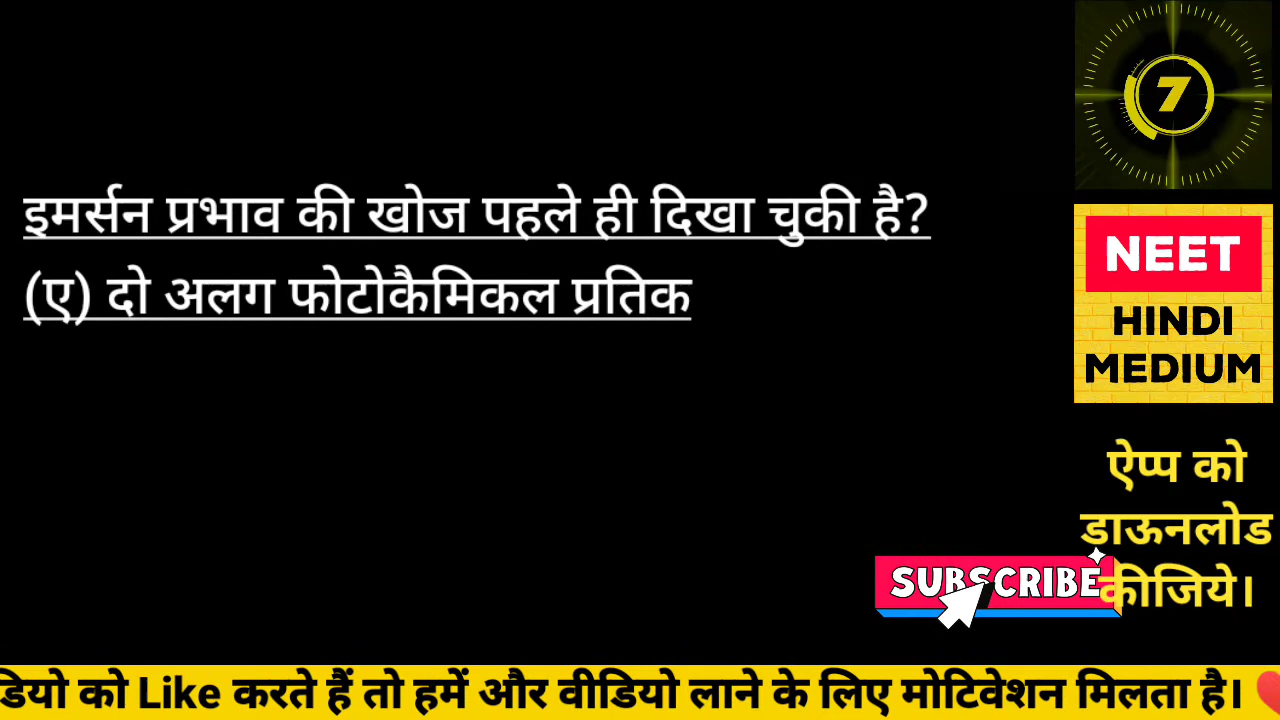 7
इमर्सन प्रभाव की खोज पहले ही दिखा चुकी है?
(ए) दो अलग फोटोकैमिकल प्रतिक
NEET
HINDI
MEDIUM
ऐप्प को
डाऊनलोड
कीजिये।
SUBSCRIBE
डियो को Like करते हैं तो हमें और वीडियो लाने के लिए मोटिवेशन मिलता है।